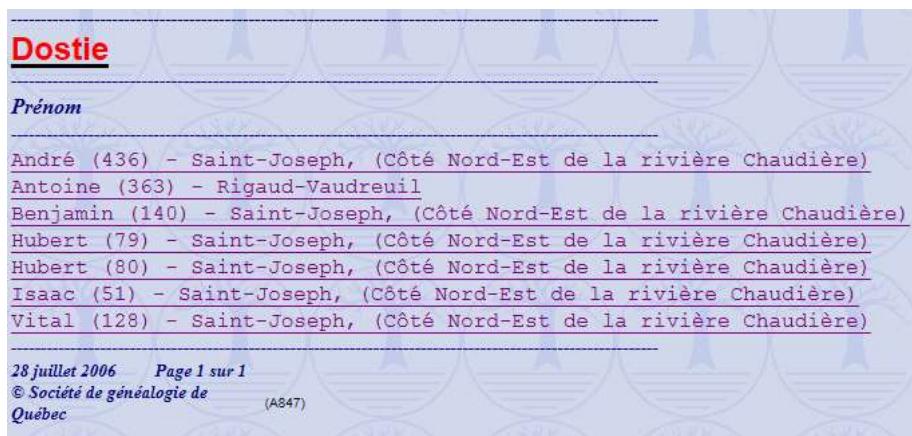 Dostie
Prénom
André (436) - Saint-Joseph, (Côté Nord-Est de la rivière Chaudière)
Antoine (363) - Rigaud-Vaudreuil
Benjamin (140) - Saint-Joseph, (Côté Nord-Est de la rivière Chaudière)
Hubert (79) - Saint-Joseph, (Côté Nord-Est de la rivière Chaudière)
Hubert (80) - Saint-Joseph, (Côté Nord-Est de la rivière Chaudière)
Isaac (51) - Saint-Joseph, (Côté Nord-Est de la rivière Chaudière)
Vital (128) - Saint-Joseph, (Côté Nord-Est de la rivière Chaudière)
28 juillet 2006 Page 1 sur 1
© Société de généalogie de
Québec (A847)